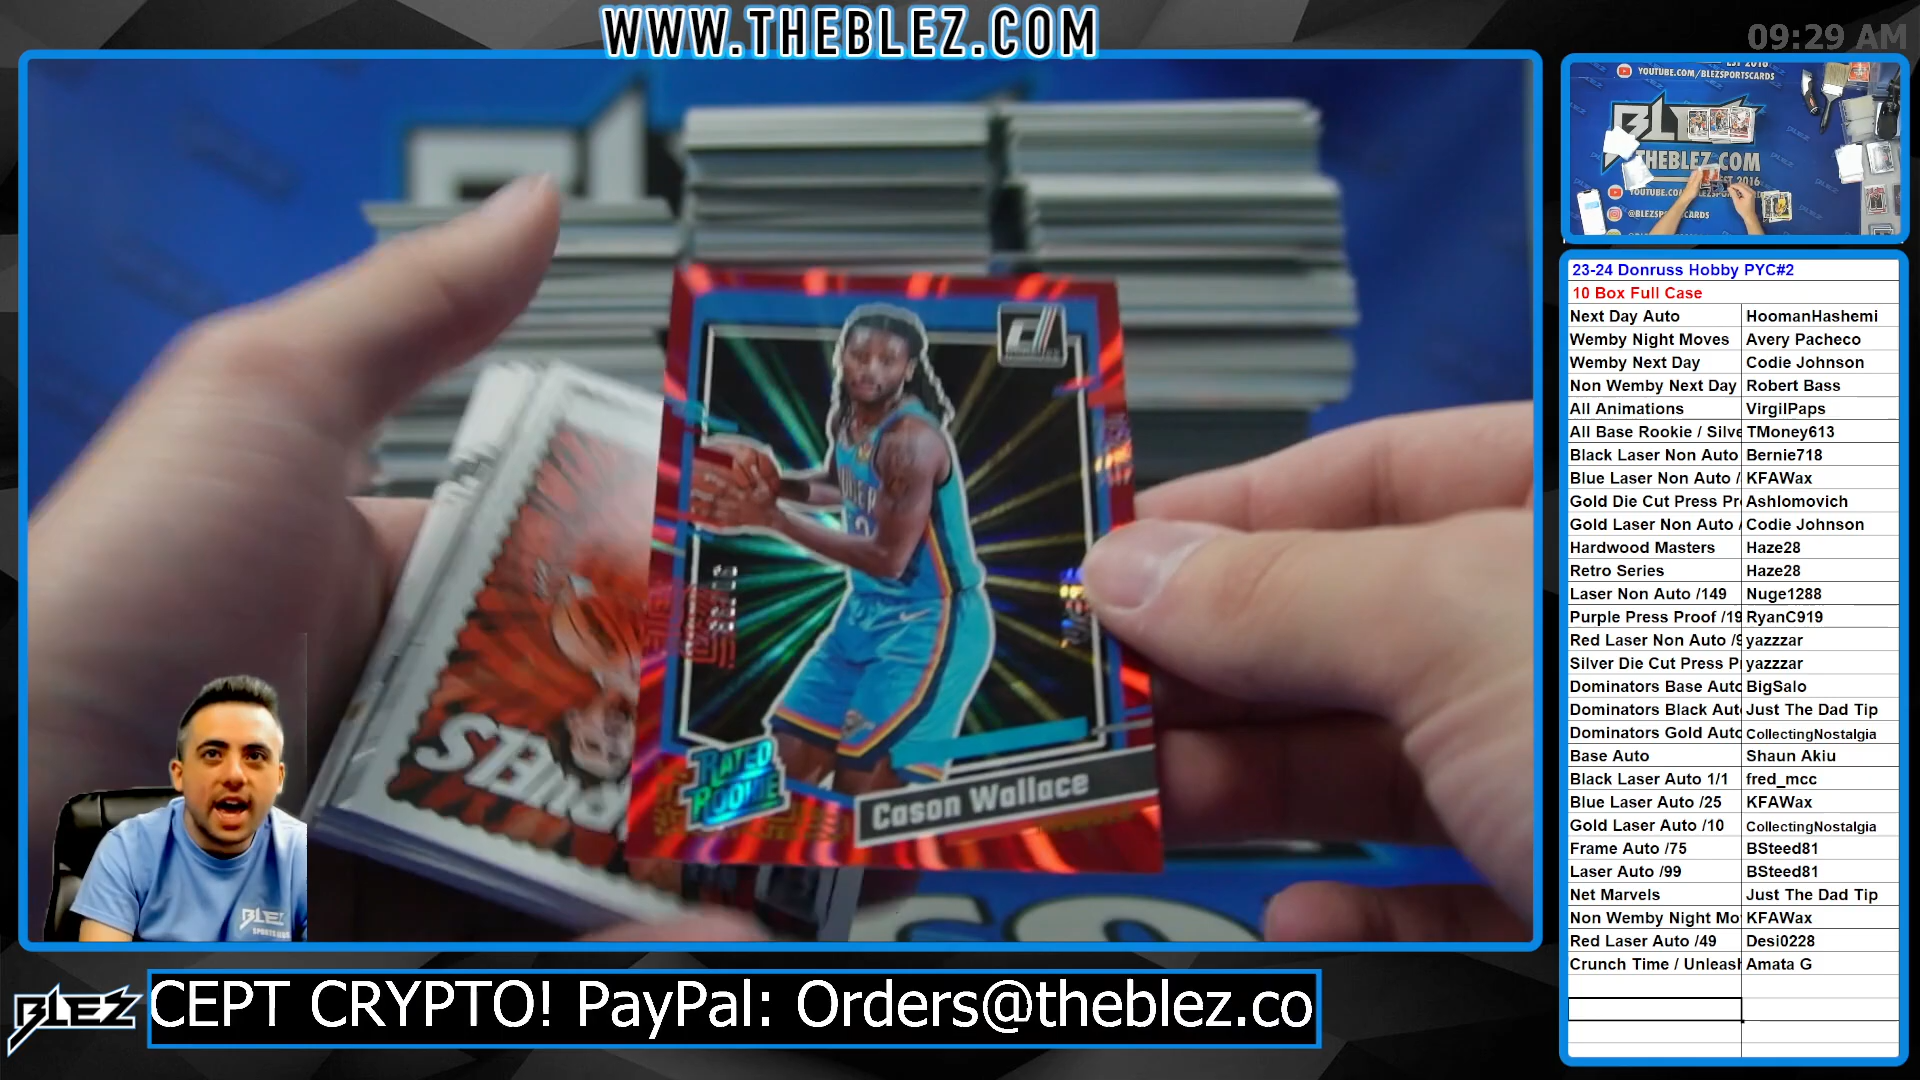 WWW.THEBLEZ.COM
09:29 AM
YOUTUBE.COM/BLEZSPORTSCARDS
THEBLEZ.COM
EST 2016
@BLEZSPORTSCARDS
RATED
ROOKIE
Cason Wallace
BLEZ
23-24 Donruss Hobby PYC#2
10 Box Full Case
Next Day Auto HoomanHashemi
Wemby Night Moves Avery Pacheco
Wemby Next Day Codie Johnson
Non Wemby Next Day Robert Bass
All Animations VirgilPaps
All Base Rookie / Silve TMoney613
Black Laser Non Auto Bernie718
Blue Laser Non Auto / KFAWax
Gold Die Cut Press Pr Ashlomovich
Gold Laser Non Auto / Codie Johnson
Hardwood Masters Haze28
Retro Series Haze28
Laser Non Auto /149 Nuge1288
Purple Press Proof /19 RyanC919
Red Laser Non Auto /9 yazzzar
Silver Die Cut Press P yazzzar
Dominators Base Auto BigSalo
Dominators Black Aut Just The Dad Tip
Dominators Gold Auto CollectingNostalgia
Base Auto Shaun Akiu
Black Laser Auto 1/1 fred_mcc
Blue Laser Auto /25 KFAWax
Gold Laser Auto /10 CollectingNostalgia
Frame Auto /75 BSteed81
Laser Auto /99 BSteed81
Net Marvels Just The Dad Tip
Non Wemby Night Mo KFAWax
Red Laser Auto /49 Desi0228
Crunch Time / Unleash Amata G
BLEZ
CEPT CRYPTO! PayPal: Orders@theblez.co